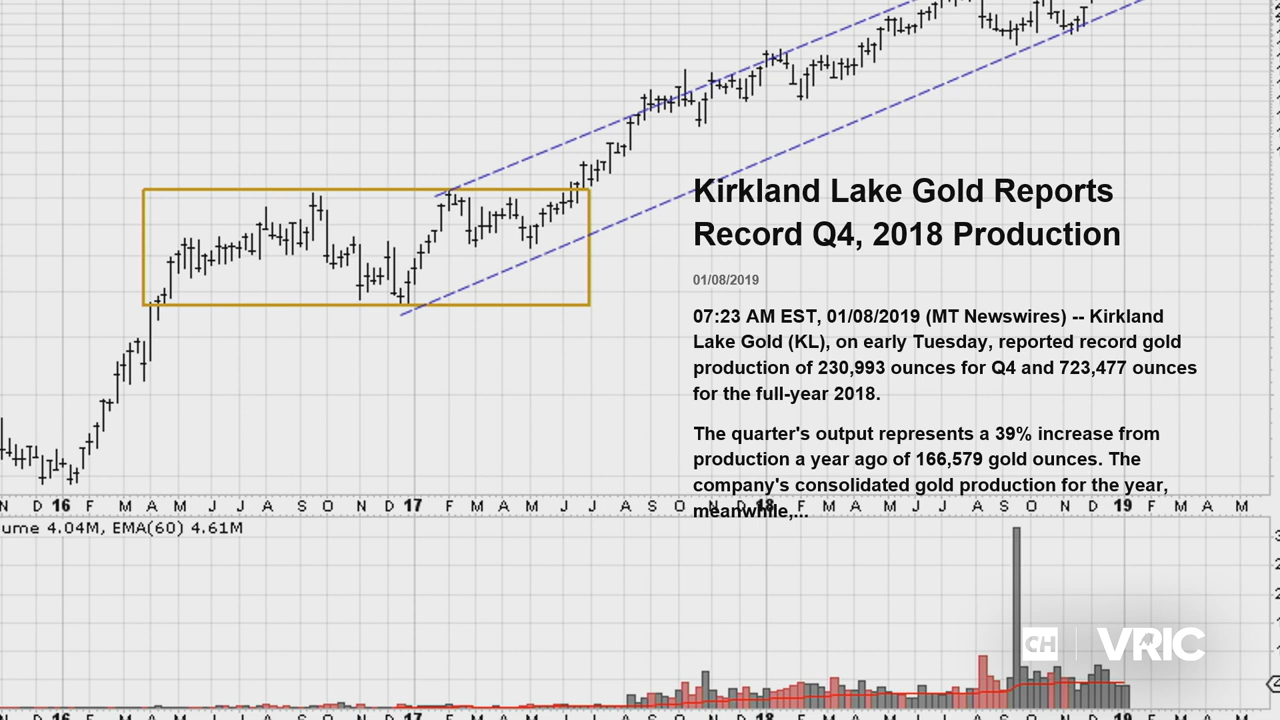 Kirkland Lake Gold Reports
Record Q4, 2018 Production
01/08/2019
07:23 AM EST, 01/08/2019 (MT Newswires) -- Kirkland
Lake Gold (KL), on early Tuesday, reported record gold
production of 230,993 ounces for Q4 and 723,477 ounces
for the full-year 2018.
The quarter's output represents a 39% increase from
production a year ago of 166,579 gold ounces. The
company's consolidated gold production for the year,
meanwhile,...
N D 16 F M A M J J A S O N D 17 F M A M J J A S O N D 18 F M A M J J A S O N D 19 F M A M
ume 4.04M, EMA(60) 4.61M
CH VRIC